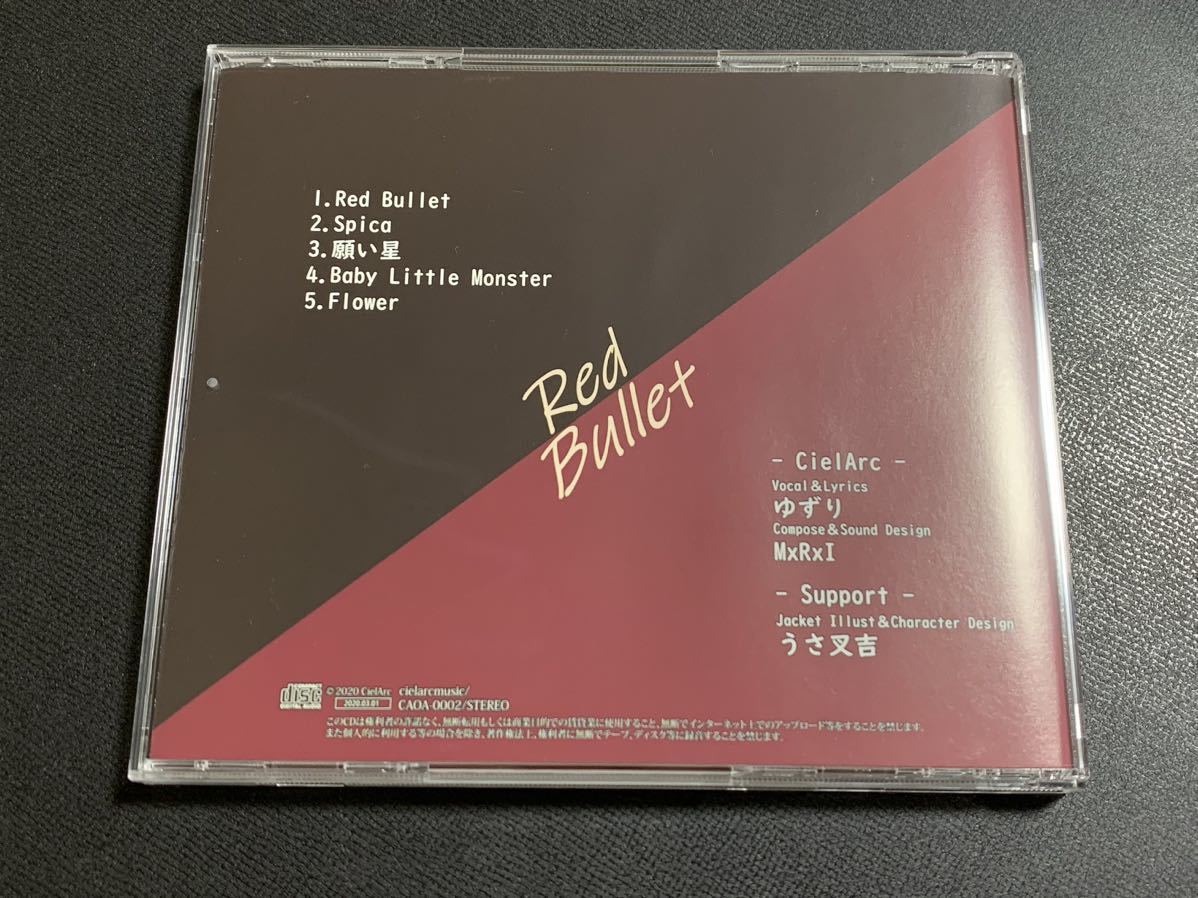 1.Red Bullet
2.Spica
3.願い星
4.Baby Little Monster
5.Flower
Red
Bullet
- CielArc -
Vocal&Lyrics
ゆずり
Compose&Sound Design
MxRxI
- Support -
Jacket Illust&Character Design
うさ又吉
COMPACT
disc
DIGITAL AUDIO
© 2020 CielArc
2020.03.01
cielarcmusic/
CAOA-0002/STEREO
このCDは権利者の許諾なく、無断転用もしくは商業目的での賃貸業に使用すること、無断でインターネット上でのアップロード等をすることを禁じます。
また個人的に利用する等の場合を除き、著作権法上、権利者に無断でテープ、ディスク等に録音することを禁じます。